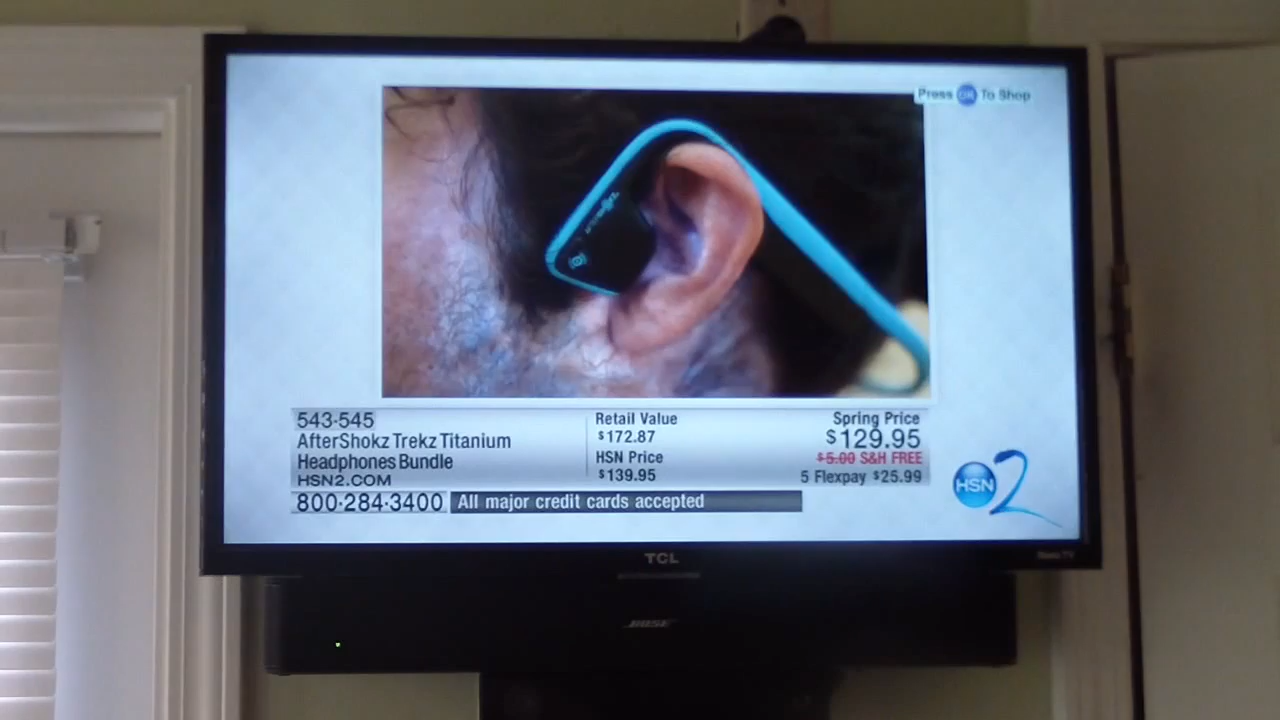 Press OK To Shop
543-545
AfterShokz Trekz Titanium
Headphones Bundle
HSN2.COM
800-284-3400
All major credit cards accepted
Retail Value
$172.87
HSN Price
$139.95
Spring Price
$129.95
$5.00 S&H FREE
5 Flexpay $25.99
HSN 2
TCL
Roku TV
BOSE